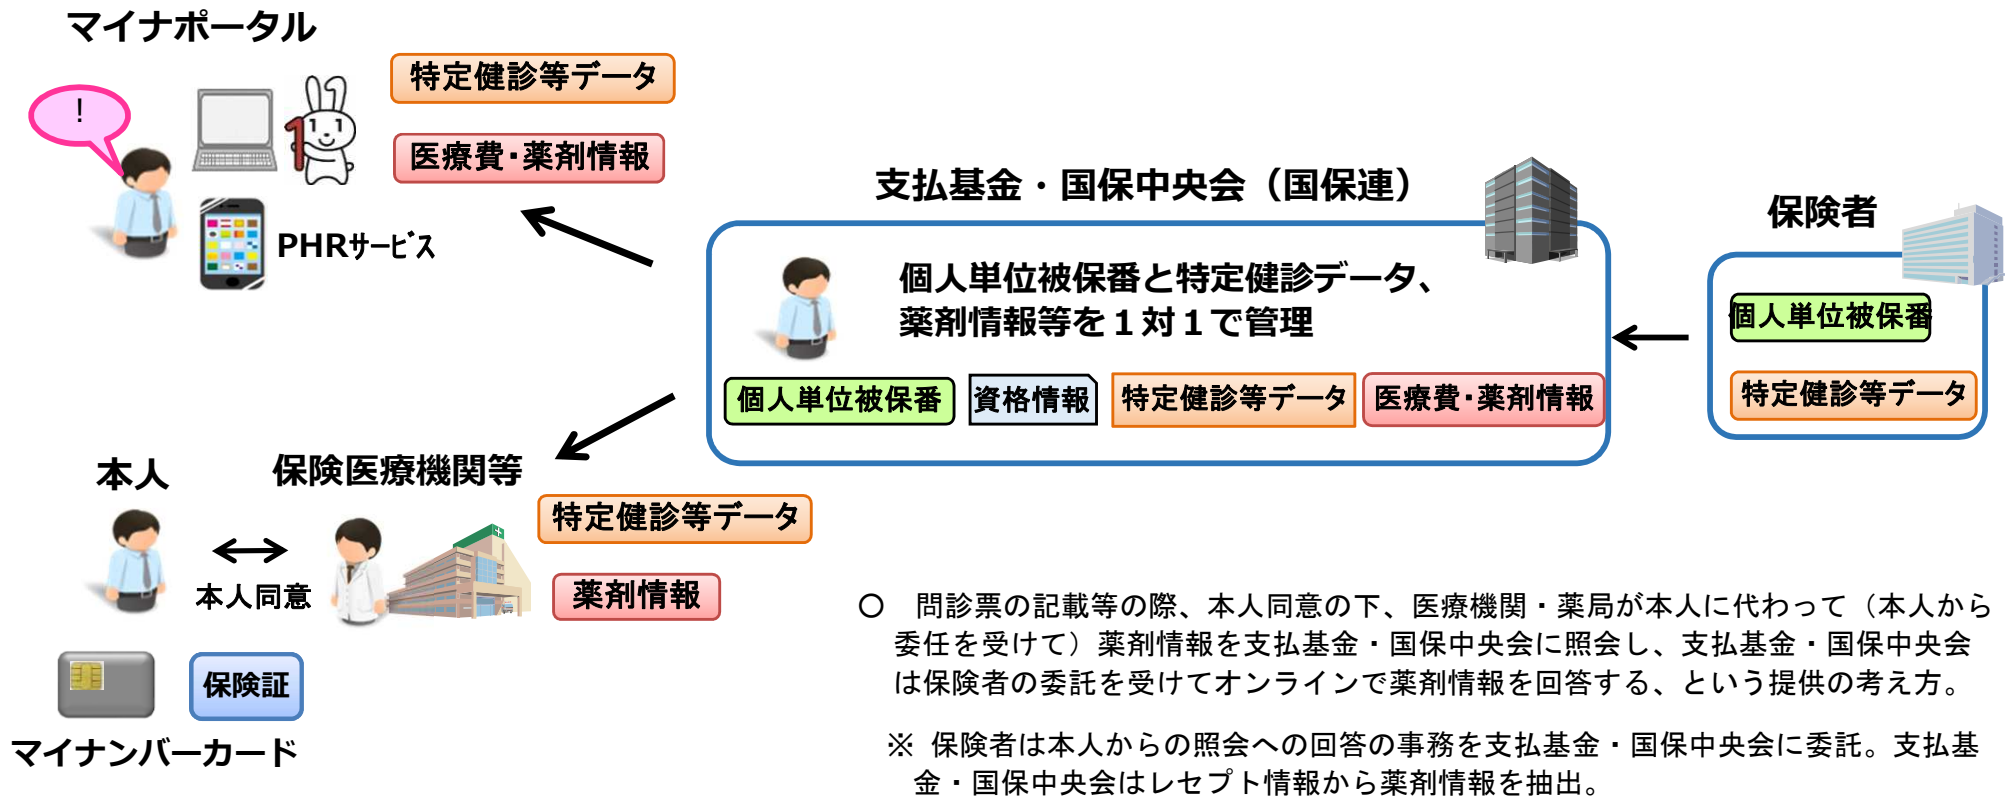 マイナポータル
!
特定健診等データ
医療費・薬剤情報
1
PHRサービス
支払基金・国保中央会（国保連）
個人単位被保番と特定健診データ、
薬剤情報等を１対１で管理
個人単位被保番
資格情報
特定健診等データ
医療費・薬剤情報
保険者
個人単位被保番
特定健診等データ
本人
保険医療機関等
本人同意
特定健診等データ
薬剤情報
保険証
マイナンバーカード
○　問診票の記載等の際、本人同意の下、医療機関・薬局が本人に代わって（本人から
委任を受けて）薬剤情報を支払基金・国保中央会に照会し、支払基金・国保中央会
は保険者の委託を受けてオンラインで薬剤情報を回答する、という提供の考え方。
※ 保険者は本人からの照会への回答の事務を支払基金・国保中央会に委託。支払基
金・国保中央会はレセプト情報から薬剤情報を抽出。